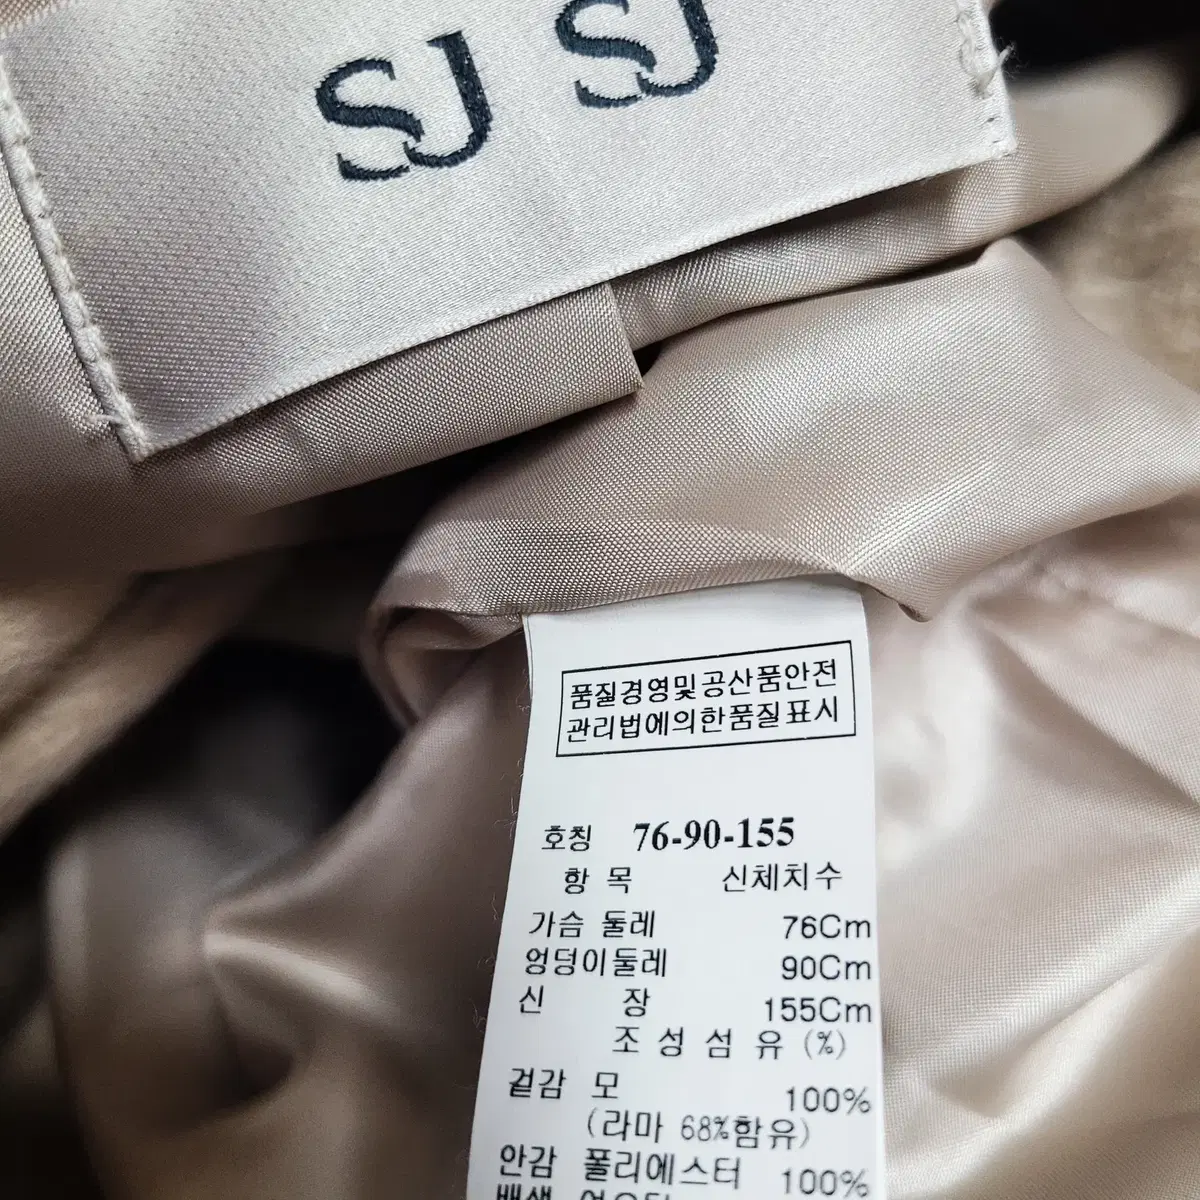 SJ SJ
품질경영및공산품안전
관리법에의한품질표시
호칭 76-90-155
항 목 신체치수
가슴 둘레 76Cm
엉덩이둘레 90Cm
신 장 155Cm
조 성 섬 유 (%)
겉감 모 100%
(라마 68%함유)
안감 폴리에스터 100%
배색